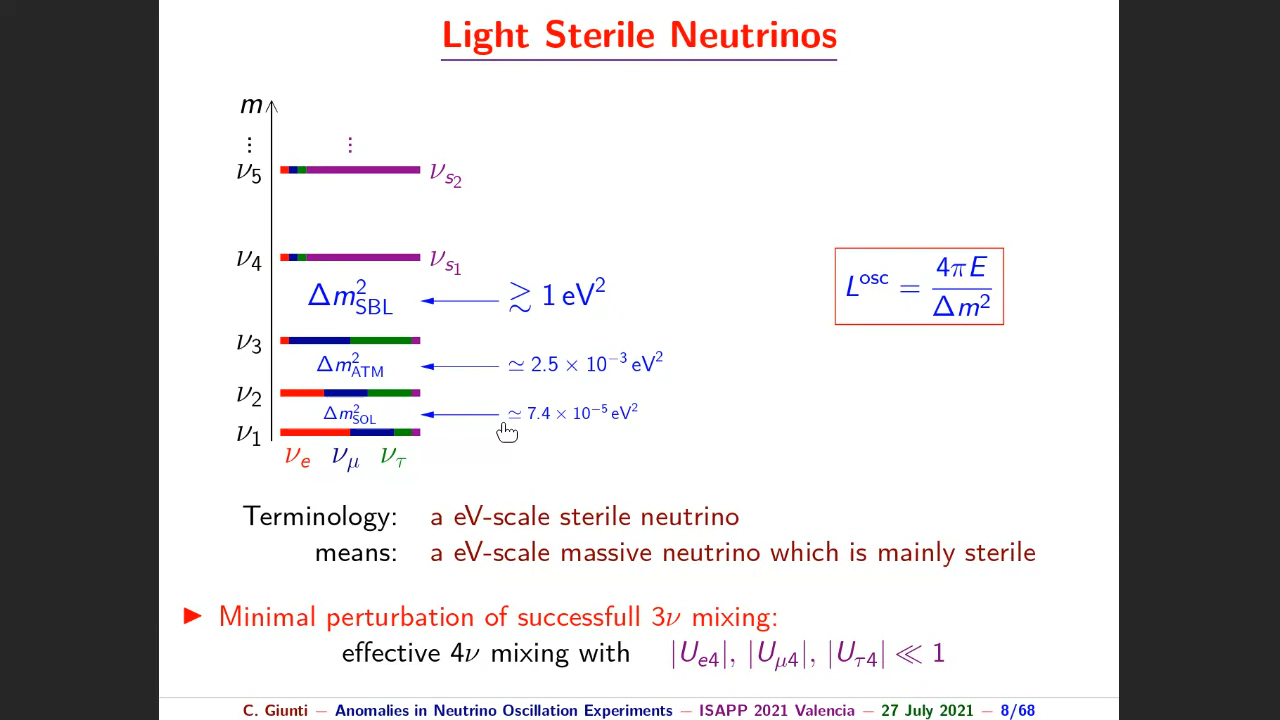 Light Sterile Neutrinos
m
⋮ ⋮
ν5 νs2
ν4 νs1
Δm²SBL ≳ 1 eV²
L^osc = 4πE / Δm²
ν3
Δm²ATM ≃ 2.5 × 10⁻³ eV²
ν2
Δm²SOL ≃ 7.4 × 10⁻⁵ eV²
ν1
νe νμ ντ
Terminology: a eV-scale sterile neutrino
means: a eV-scale massive neutrino which is mainly sterile
► Minimal perturbation of successfull 3ν mixing:
effective 4ν mixing with |Ue4|, |Uμ4|, |Uτ4| ≪ 1
C. Giunti − Anomalies in Neutrino Oscillation Experiments − ISAPP 2021 Valencia − 27 July 2021 − 8/68